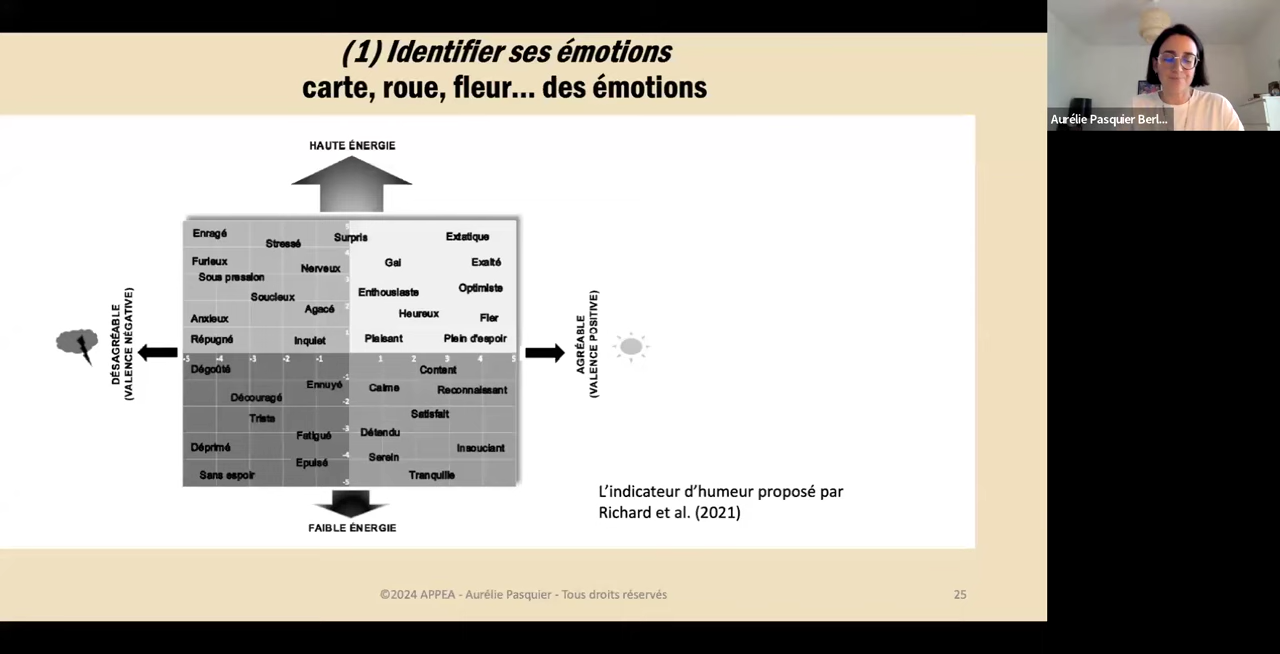 (1) Identifier ses émotions
carte, roue, fleur... des émotions
Aurélie Pasquier Berl...
HAUTE ÉNERGIE
Enragé
Stressé
Surpris
Extatique
Furieux
Nerveux
Gai
Exalté
Sous pression
Soucieux
Enthousiaste
Optimiste
Anxieux
Agacé
Heureux
Fier
Répugné
Inquiet
Plaisant
Plein d'espoir
DÉSAGRÉABLE
(VALENCE NÉGATIVE)
AGRÉABLE
(VALENCE POSITIVE)
-5 -4 -3 -2 -1 1 2 3 4 5
Dégoûté
Content
Ennuyé
Calme
Reconnaissant
Découragé
Triste
Satisfait
Fatigué
Détendu
Déprimé
Insouciant
Epuisé
Serein
Sans espoir
Tranquille
FAIBLE ÉNERGIE
L'indicateur d'humeur proposé par
Richard et al. (2021)
©2024 APPEA - Aurélie Pasquier - Tous droits réservés
25